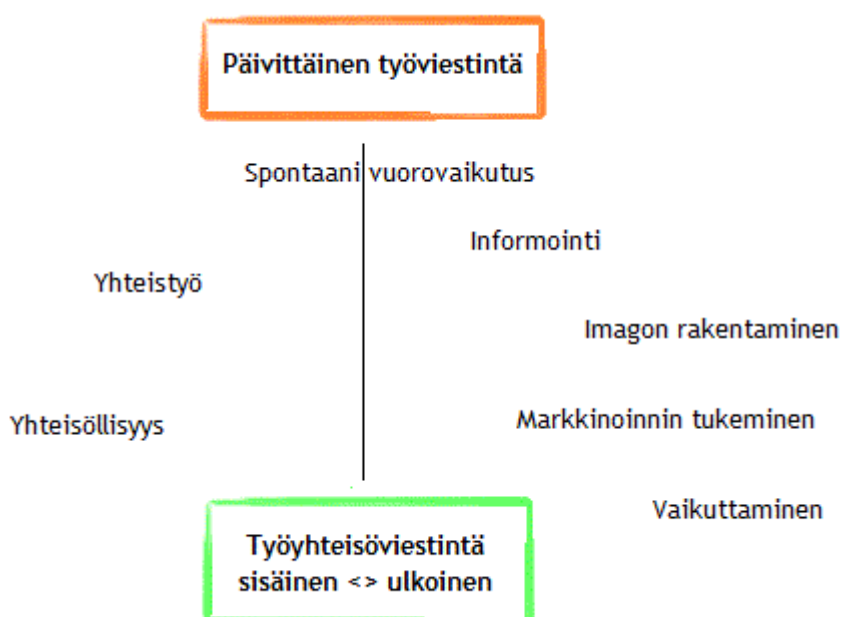 Päivittäinen työviestintä
Spontaani vuorovaikutus
Informointi
Yhteistyö
Imagon rakentaminen
Markkinoinnin tukeminen
Yhteisöllisyys
Vaikuttaminen
Työyhteisöviestintä
sisäinen <> ulkoinen